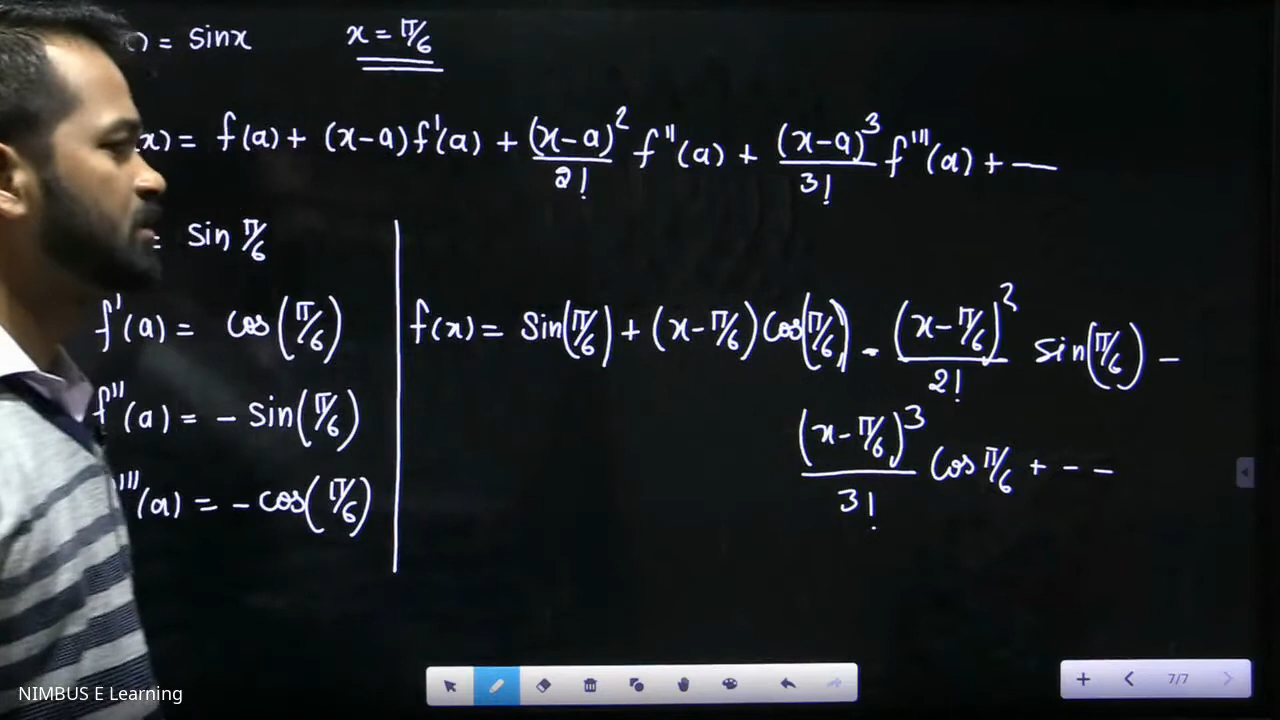 ) = sinx x = π/6
x) = f(a) + (x-a) f'(a) + (x-a)²/2! f''(a) + (x-a)³/3! f'''(a) + —
= sin π/6
f'(a) = cos(π/6)
f''(a) = - sin(π/6)
'''(a) = - cos(π/6)
f(x) = Sin(π/6) + (x-π/6) Cos(π/6) - (x-π/6)²/2! sin(π/6) -
(x-π/6)³/3! Cos π/6 + - -
7/7
NIMBUS E Learning